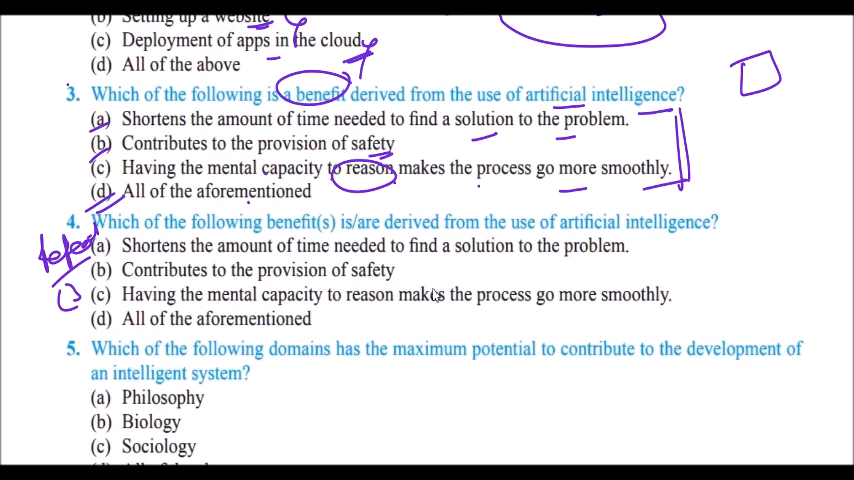 (b) Setting up a website
(c) Deployment of apps in the cloud
(d) All of the above
3. Which of the following is a benefit derived from the use of artificial intelligence?
(a) Shortens the amount of time needed to find a solution to the problem.
(b) Contributes to the provision of safety
(c) Having the mental capacity to reason makes the process go more smoothly.
(d) All of the aforementioned
4. Which of the following benefit(s) is/are derived from the use of artificial intelligence?
(a) Shortens the amount of time needed to find a solution to the problem.
(b) Contributes to the provision of safety
(c) Having the mental capacity to reason makes the process go more smoothly.
(d) All of the aforementioned
5. Which of the following domains has the maximum potential to contribute to the development of
an intelligent system?
(a) Philosophy
(b) Biology
(c) Sociology